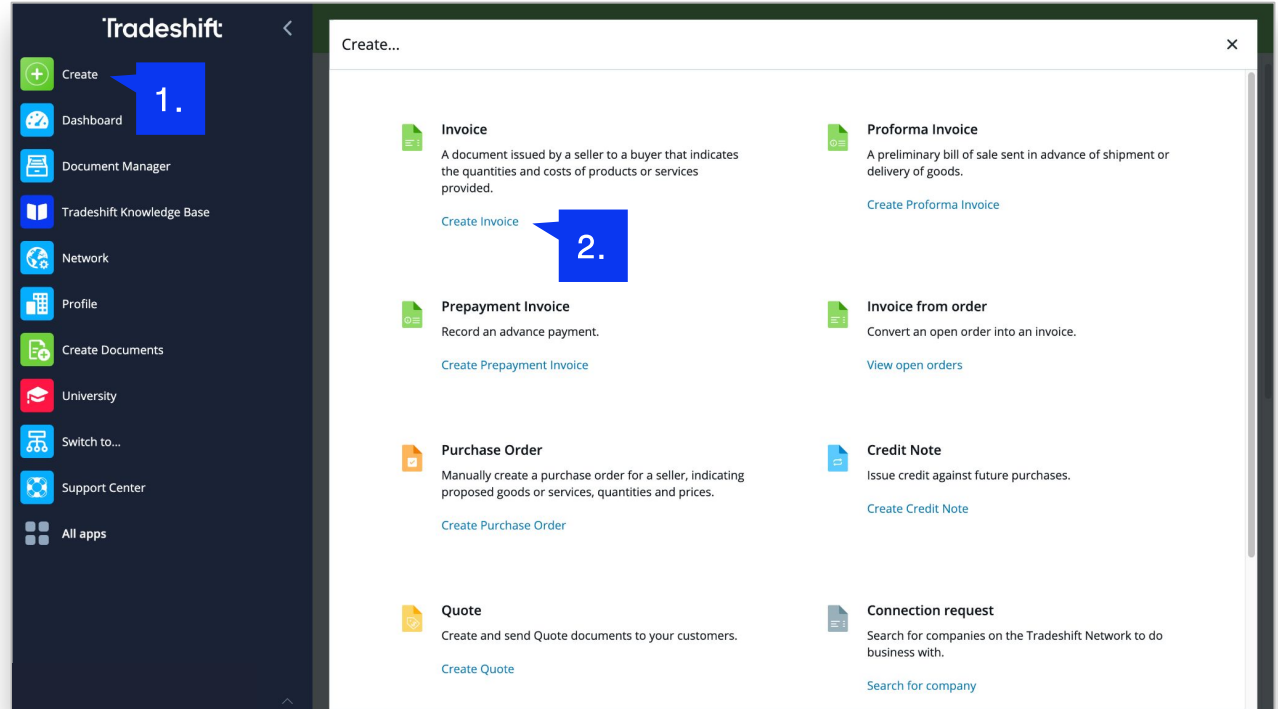 Tradeshift
Create
1.
Dashboard
Document Manager
Tradeshift Knowledge Base
Network
Profile
Create Documents
University
Switch to...
Support Center
All apps
Create...
Invoice
A document issued by a seller to a buyer that indicates
the quantities and costs of products or services
provided.
Create Invoice
2.
Proforma Invoice
A preliminary bill of sale sent in advance of shipment or
delivery of goods.
Create Proforma Invoice
Prepayment Invoice
Record an advance payment.
Create Prepayment Invoice
Invoice from order
Convert an open order into an invoice.
View open orders
Purchase Order
Manually create a purchase order for a seller, indicating
proposed goods or services, quantities and prices.
Create Purchase Order
Credit Note
Issue credit against future purchases.
Create Credit Note
Quote
Create and send Quote documents to your customers.
Create Quote
Connection request
Search for companies on the Tradeshift Network to do
business with.
Search for company